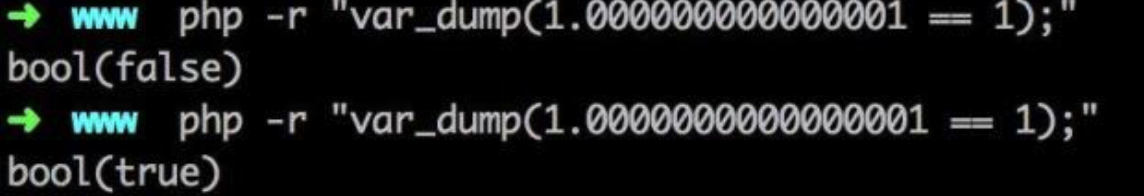 ➜ www php -r "var_dump(1.000000000000001 == 1);"
bool(false)
➜ www php -r "var_dump(1.0000000000000001 == 1);"
bool(true)